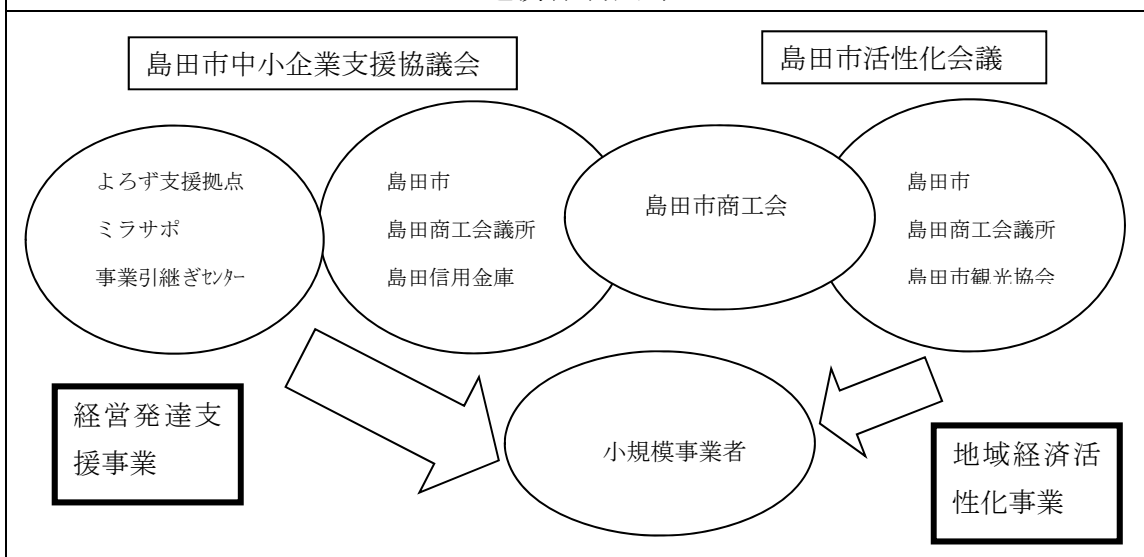 島田市中小企業支援協議会
島田市活性化会議
よろず支援拠点
ミラサポ
事業引継ぎセンター
島田市
島田商工会議所
島田信用金庫
島田市商工会
島田市
島田商工会議所
島田市観光協会
経営発達支
援事業
小規模事業者
地域経済活
性化事業